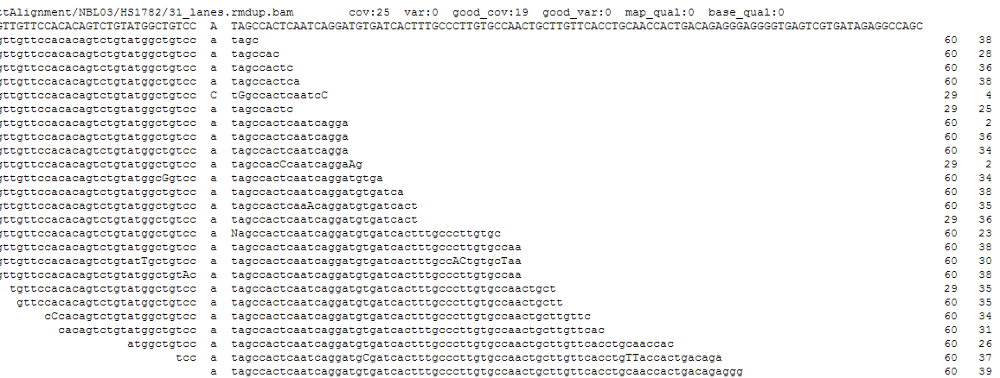 ttAlignment/NBL03/HS1782/31_lanes.rmdup.bam cov:25 var:0 good_cov:19 good_var:0 map_qual:0 base_qual:0
GTTGTTCCACACAGTCTGTATGGCTGTCC A TAGCCACTCAATCAGGATGTGATCACTTTGCCCTTGTGCCAACTGCTTGTTCACCTGCAACCACTGACAGAGGGAGGGGTGAGTCGTGATAGAGGCCAGC
gttgttccacacagtctgtatggctgtcc a tagc 60 38
gttgttccacacagtctgtatggctgtcc a tagccac 60 28
gttgttccacacagtctgtatggctgtcc a tagccactc 60 36
gttgttccacacagtctgtatggctgtcc a tagccactca 60 38
gttgttccacacagtctgtatggctgtcc C tGgccactcaatcC 29 4
gttgttccacacagtctgtatggctgtcc a tagccactc 29 25
gttgttccacacagtctgtatggctgtcc a tagccactcaatcagga 60 2
gttgttccacacagtctgtatggctgtcc a tagccactcaatcagga 60 36
gttgttccacacagtctgtatggctgtcc a tagccactcaatcagga 60 34
gttgttccacacagtctgtatggctgtcc a tagccacCcaatcaggaAg 29 2
gttgttccacacagtctgtatggcGgtcc a tagccactcaatcaggatgtga 60 34
gttgttccacacagtctgtatggctgtcc a tagccactcaatcaggatgtgatca 60 38
gttgttccacacagtctgtatggctgtcc a tagccactcaaAcaggatgtgatcact 60 35
gttgttccacacagtctgtatggctgtcc a tagccactcaatcaggatgtgatcact 29 36
gttgttccacacagtctgtatggctgtcc a Nagccactcaatcaggatgtgatcactttgcccttgtgc 60 23
gttgttccacacagtctgtatggctgtcc a tagccactcaatcaggatgtgatcactttgcccttgtgccaa 60 38
gttgttccacacagtctgtatTgctgtcc a tagccactcaatcaggatgtgatcactttgccACtgtgcTaa 60 30
gttgttccacacagtctgtatggctgtAc a tagccactcaatcaggatgtgatcactttgcccttgtgccaa 60 38
tgttccacacagtctgtatggctgtcc a tagccactcaatcaggatgtgatcactttgcccttgtgccaactgct 29 35
gttccacacagtctgtatggctgtcc a tagccactcaatcaggatgtgatcactttgcccttgtgccaactgctt 60 35
cCcacagtctgtatggctgtcc a tagccactcaatcaggatgtgatcactttgcccttgtgccaactgcttgttc 60 34
cacagtctgtatggctgtcc a tagccactcaatcaggatgtgatcactttgcccttgtgccaactgcttgttcac 60 31
atggctgtcc a tagccactcaatcaggatgtgatcactttgcccttgtgccaactgcttgttcacctgcaaccac 60 26
tcc a tagccactcaatcaggatgCgatcactttgcccttgtgccaactgcttgttcacctgTTaccactgacaga 60 37
a tagccactcaatcaggatgtgatcactttgcccttgtgccaactgcttgttcacctgcaaccactgacagaggg 60 39